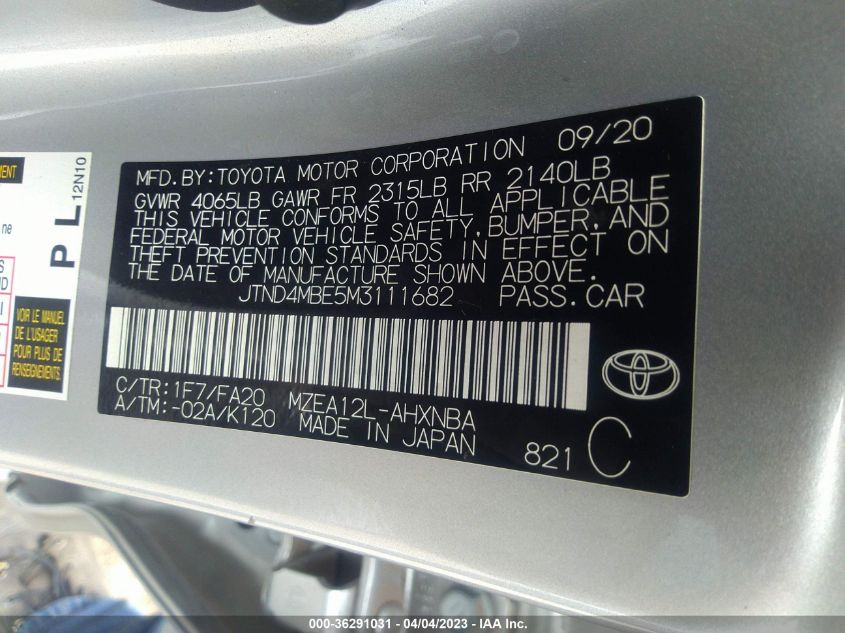 MENT
ne
S
UD
I
P L
12N10
VOIR LE MANUEL
DE L'USAGER
POUR PLUS DE
RENSEIGNEMENTS
MFD.BY:TOYOTA MOTOR CORPORATION 09/20
GVWR 4065LB GAWR FR 2315LB RR 2140LB
THIS VEHICLE CONFORMS TO ALL APPLICABLE
FEDERAL MOTOR VEHICLE SAFETY, BUMPER, AND
THEFT PREVENTION STANDARDS IN EFFECT ON
THE DATE OF MANUFACTURE SHOWN ABOVE.
JTND4MBE5M3111682 PASS.CAR
C/TR:1F7/FA20 MZEA12L-AHXNBA
A/TM:-02A/K120 MADE IN JAPAN
821 C
000-36291031 - 04/04/2023 - IAA Inc.